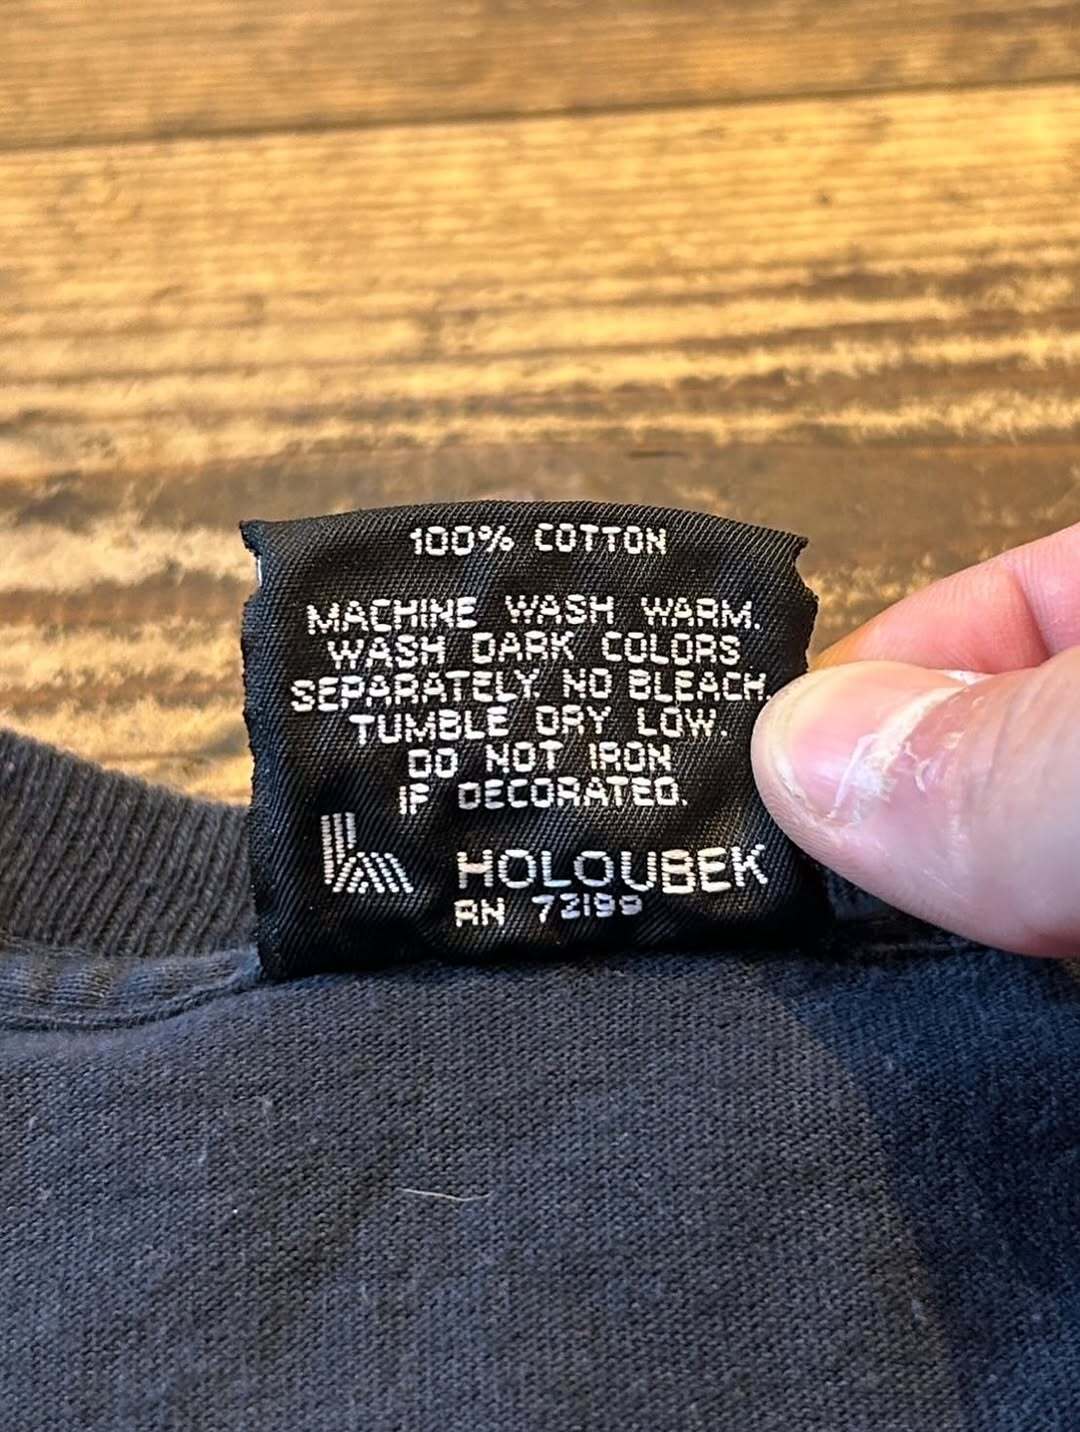 100% COTTON
MACHINE WASH WARM.
WASH DARK COLORS
SEPARATELY. NO BLEACH.
TUMBLE DRY LOW.
DO NOT IRON
IF DECORATED.
HOLOUBEK
RN 72199